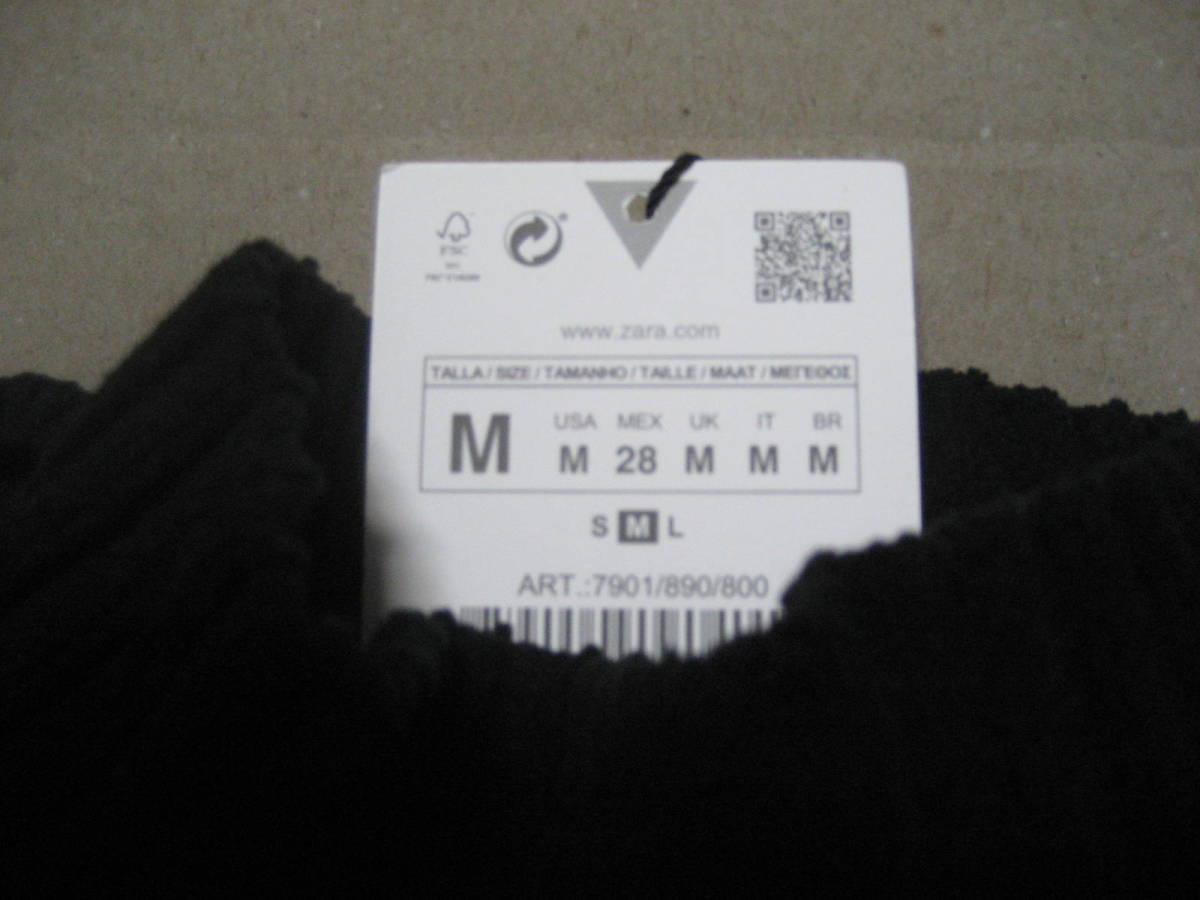 FSC
www.zara.com
TALLA / SIZE / TAMANHO / TAILLE / MAAT / ΜΕΓΕΘΟΣ
M
USA MEX UK IT BR
M 28 M M M
S M L
ART.:7901/890/800